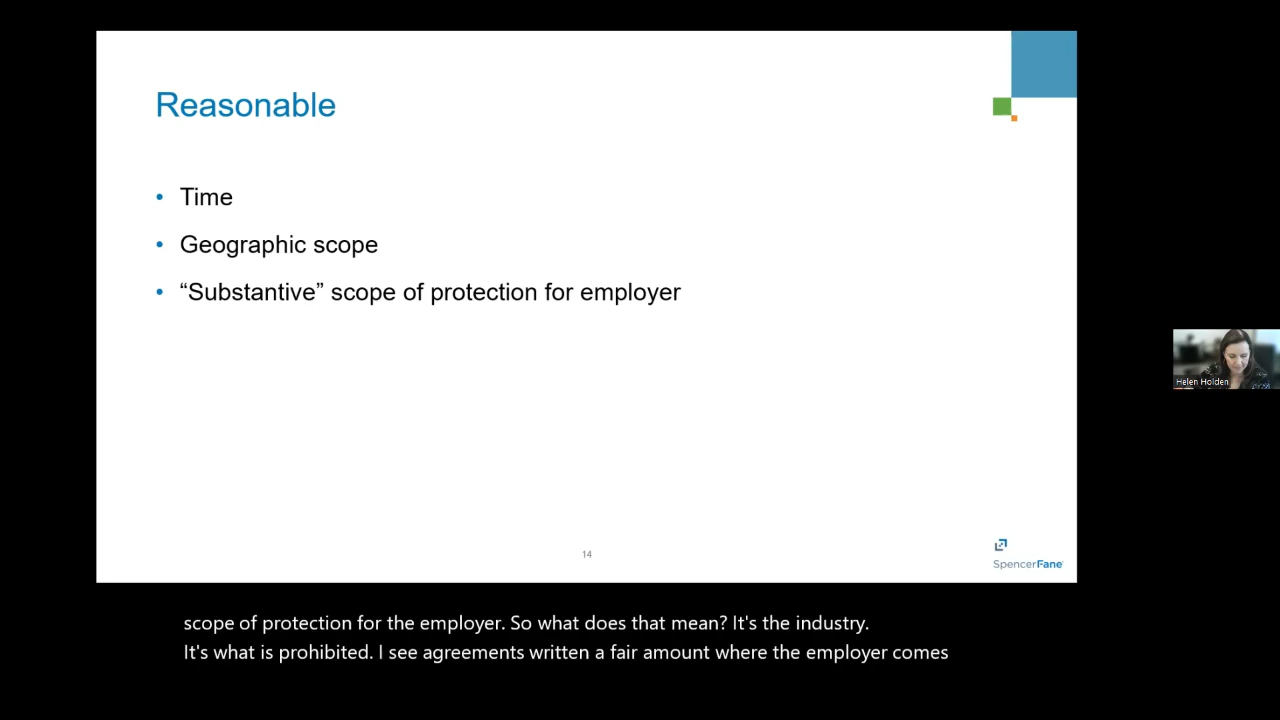 Reasonable
• Time
• Geographic scope
• “Substantive” scope of protection for employer
Helen Holden
14
SpencerFane
scope of protection for the employer. So what does that mean? It's the industry.
It's what is prohibited. I see agreements written a fair amount where the employer comes